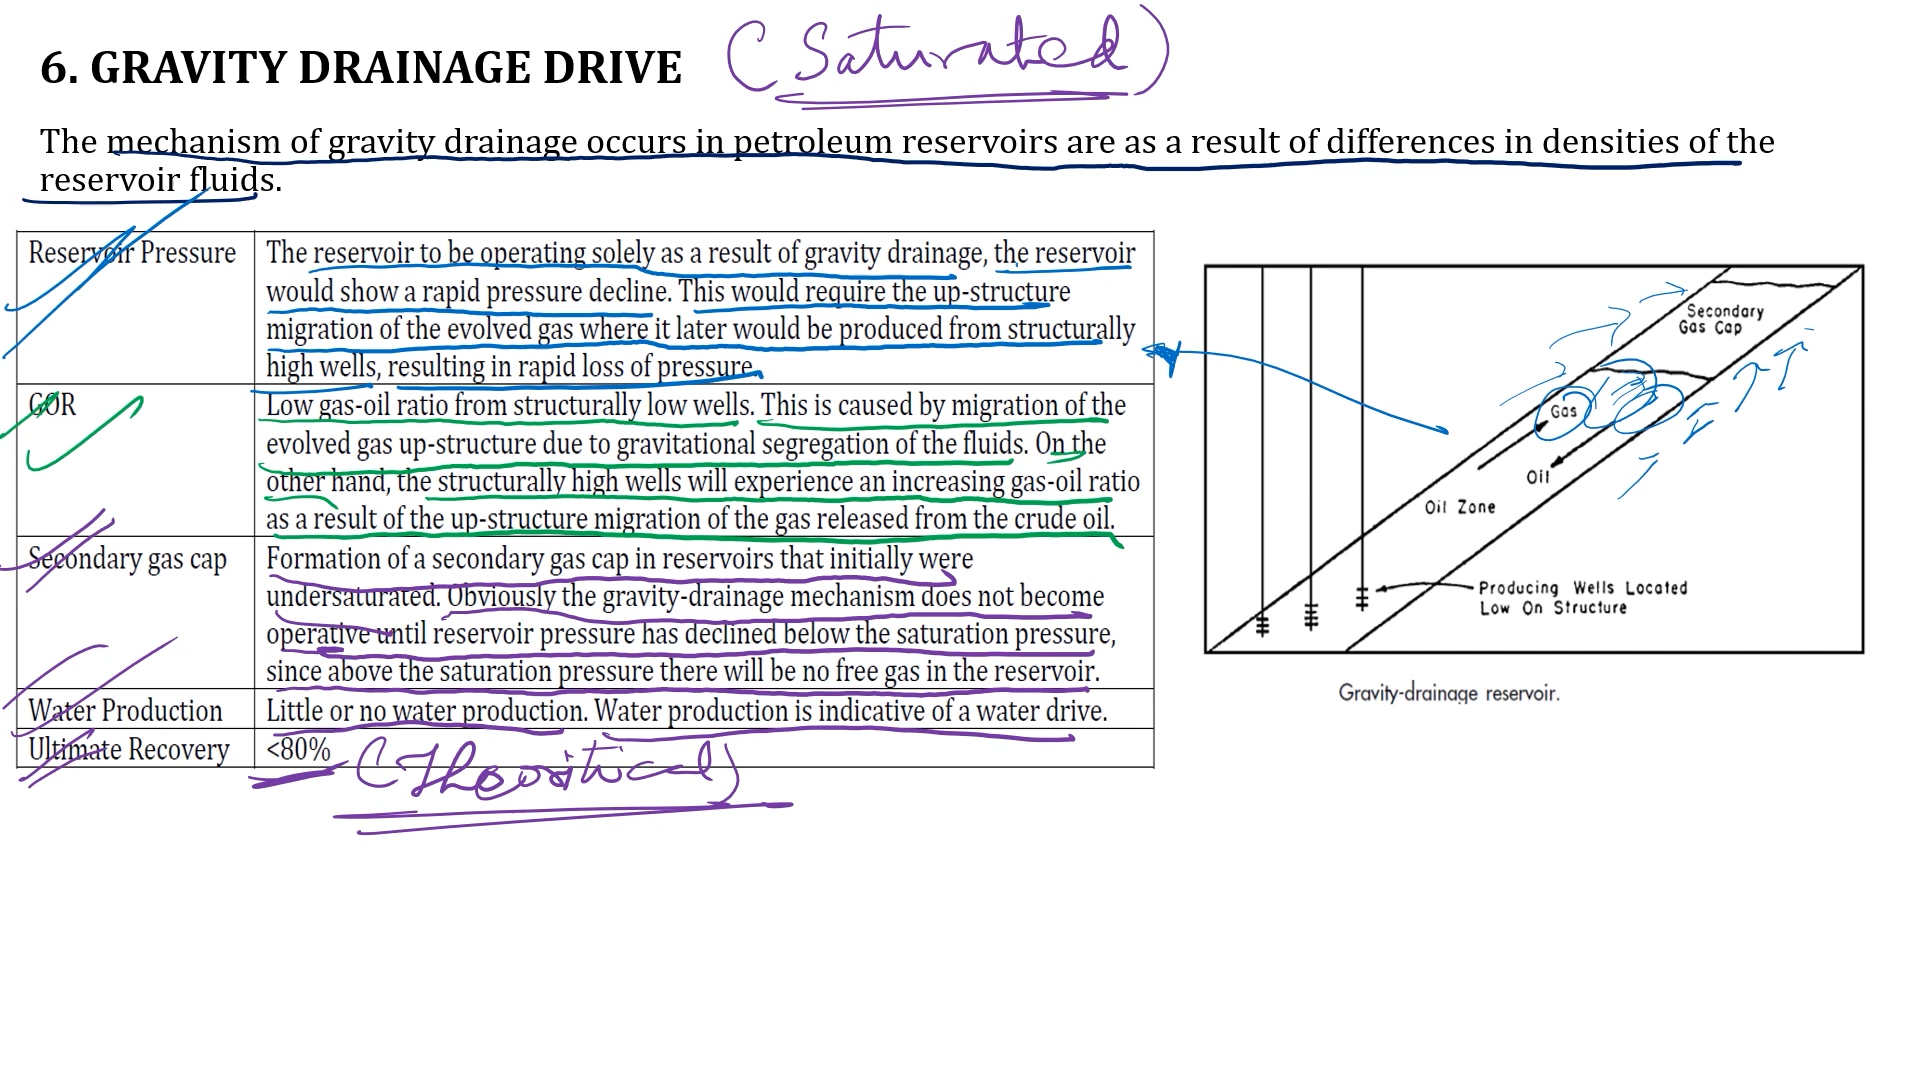 6. GRAVITY DRAINAGE DRIVE (Saturated)
The mechanism of gravity drainage occurs in petroleum reservoirs are as a result of differences in densities of the
reservoir fluids.
Reservoir Pressure
The reservoir to be operating solely as a result of gravity drainage, the reservoir
would show a rapid pressure decline. This would require the up-structure
migration of the evolved gas where it later would be produced from structurally
high wells, resulting in rapid loss of pressure.
GOR
Low gas-oil ratio from structurally low wells. This is caused by migration of the
evolved gas up-structure due to gravitational segregation of the fluids. On the
other hand, the structurally high wells will experience an increasing gas-oil ratio
as a result of the up-structure migration of the gas released from the crude oil.
Secondary gas cap
Formation of a secondary gas cap in reservoirs that initially were
undersaturated. Obviously the gravity-drainage mechanism does not become
operative until reservoir pressure has declined below the saturation pressure,
since above the saturation pressure there will be no free gas in the reservoir.
Water Production
Little or no water production. Water production is indicative of a water drive.
Ultimate Recovery
<80% (Theoritical)
Secondary
Gas Cap
Gas
Oil
Oil Zone
Producing Wells Located
Low On Structure
Gravity-drainage reservoir.